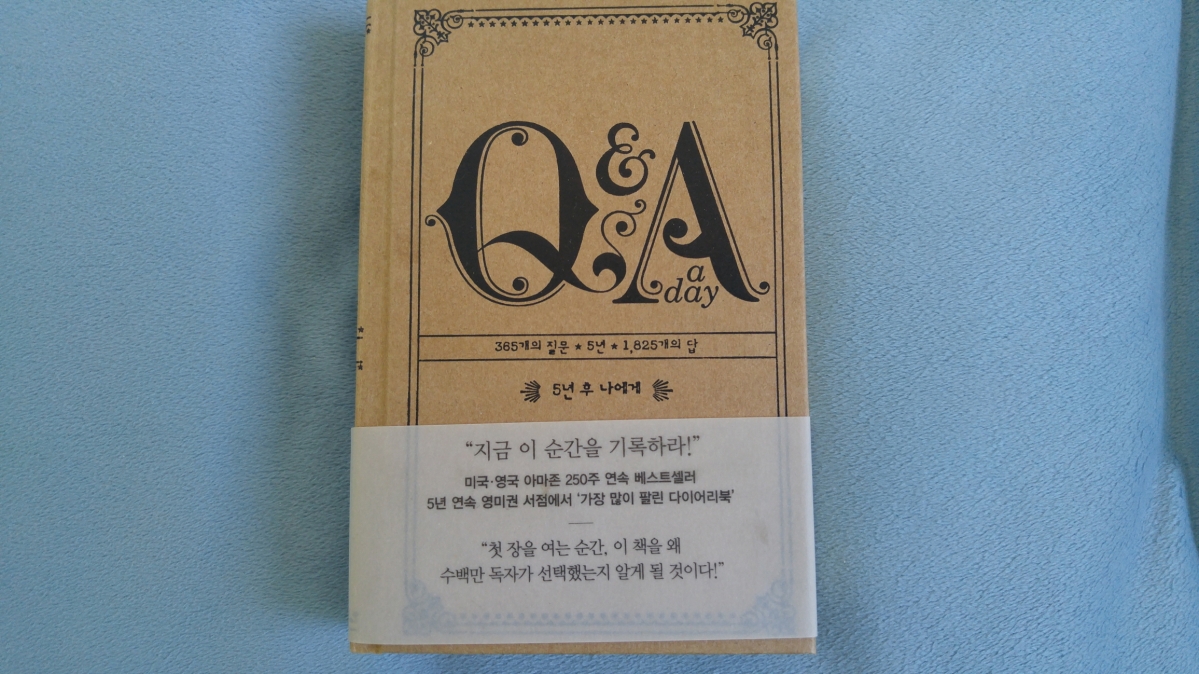 Q&A
a
day
365개의 질문 ★ 5년 ★ 1,825개의 답
5년 후 나에게
“지금 이 순간을 기록하라!”
미국·영국 아마존 250주 연속 베스트셀러
5년 연속 영미권 서점에서 ‘가장 많이 팔린 다이어리북’
“첫 장을 여는 순간, 이 책을 왜
수백만 독자가 선택했는지 알게 될 것이다!”